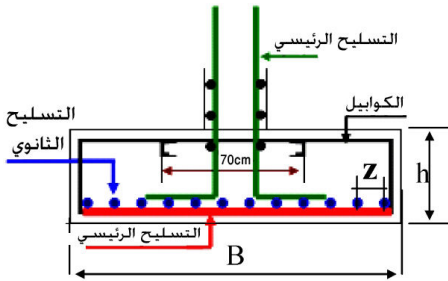 التسليح الرئيسي
الكوابيل
التسليح
الثانوي
70cm
z
h
التسليح الرئيسي
B